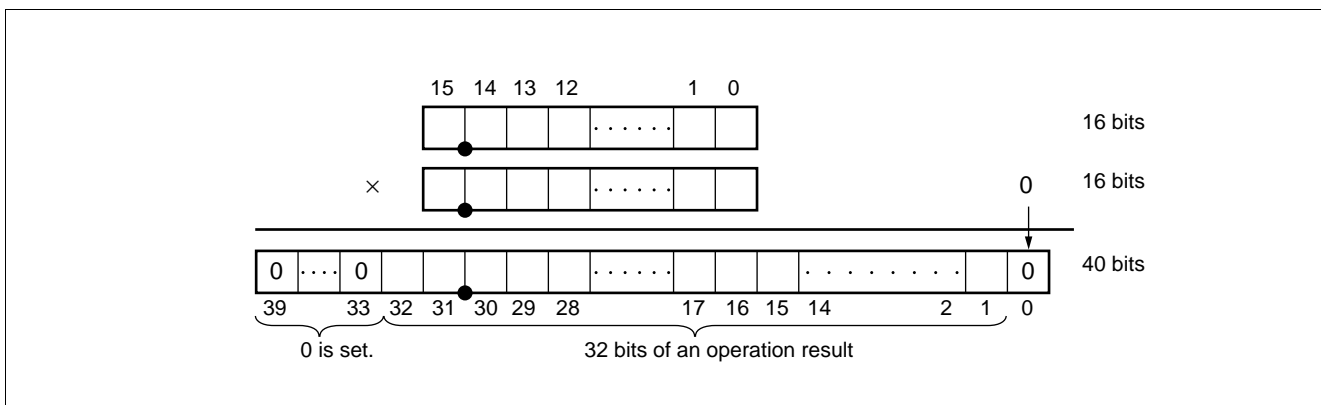 15 14 13 12 1 0
· · · · · · 16 bits
× · · · · · · 0 16 bits
0 · · · · 0 · · · · · · · · · · · · · · 0 40 bits
39 33 32 31 30 29 28 17 16 15 14 2 1 0
0 is set. 32 bits of an operation result